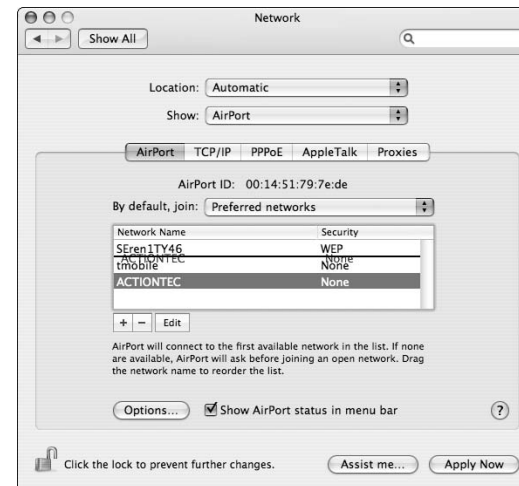 Network
Show All
Location: Automatic
Show: AirPort
AirPort TCP/IP PPPoE AppleTalk Proxies
AirPort ID: 00:14:51:79:7e:de
By default, join: Preferred networks
Network Name Security
SEren1TY46 WEP
ACTIONTEC None
tmobile None
ACTIONTEC None
+ − Edit
AirPort will connect to the first available network in the list. If none
are available, AirPort will ask before joining an open network. Drag
the network name to reorder the list.
Options... Show AirPort status in menu bar ?
Click the lock to prevent further changes. Assist me... Apply Now